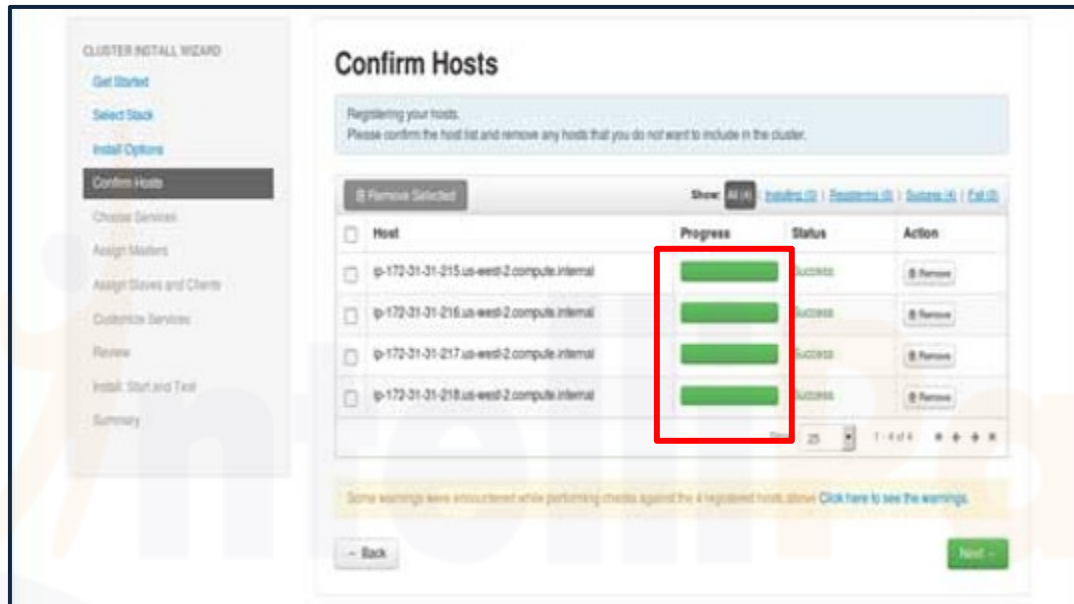 CLUSTER INSTALL WIZARD
Get Started
Select Stack
Install Options
Confirm Hosts
Choose Services
Assign Masters
Assign Slaves and Clients
Customize Services
Review
Install, Start and Test
Summary
Confirm Hosts
Registering your hosts.
Please confirm the host list and remove any hosts that you do not want to include in the cluster.
Remove Selected
Show: All (4) | Installing (0) | Registering (0) | Success (4) | Fail (0)
Host Progress Status Action
ip-172-31-31-215.us-west-2.compute.internal Success Remove
ip-172-31-31-216.us-west-2.compute.internal Success Remove
ip-172-31-31-217.us-west-2.compute.internal Success Remove
ip-172-31-31-218.us-west-2.compute.internal Success Remove
25 1 - 4 of 4
Some warnings were encountered while performing checks against the 4 registered hosts above Click here to see the warnings.
← Back
Next →